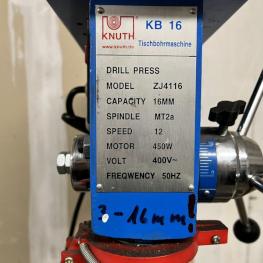 KNUTH
www.knuth.de
KB 16
Tischbohrmaschine
DRILL PRESS
MODEL ZJ4116
CAPACITY 16MM
SPINDLE MT2a
SPEED 12
MOTOR 450W
VOLT 400V~
FREQWENCY 50HZ
3-16mm!